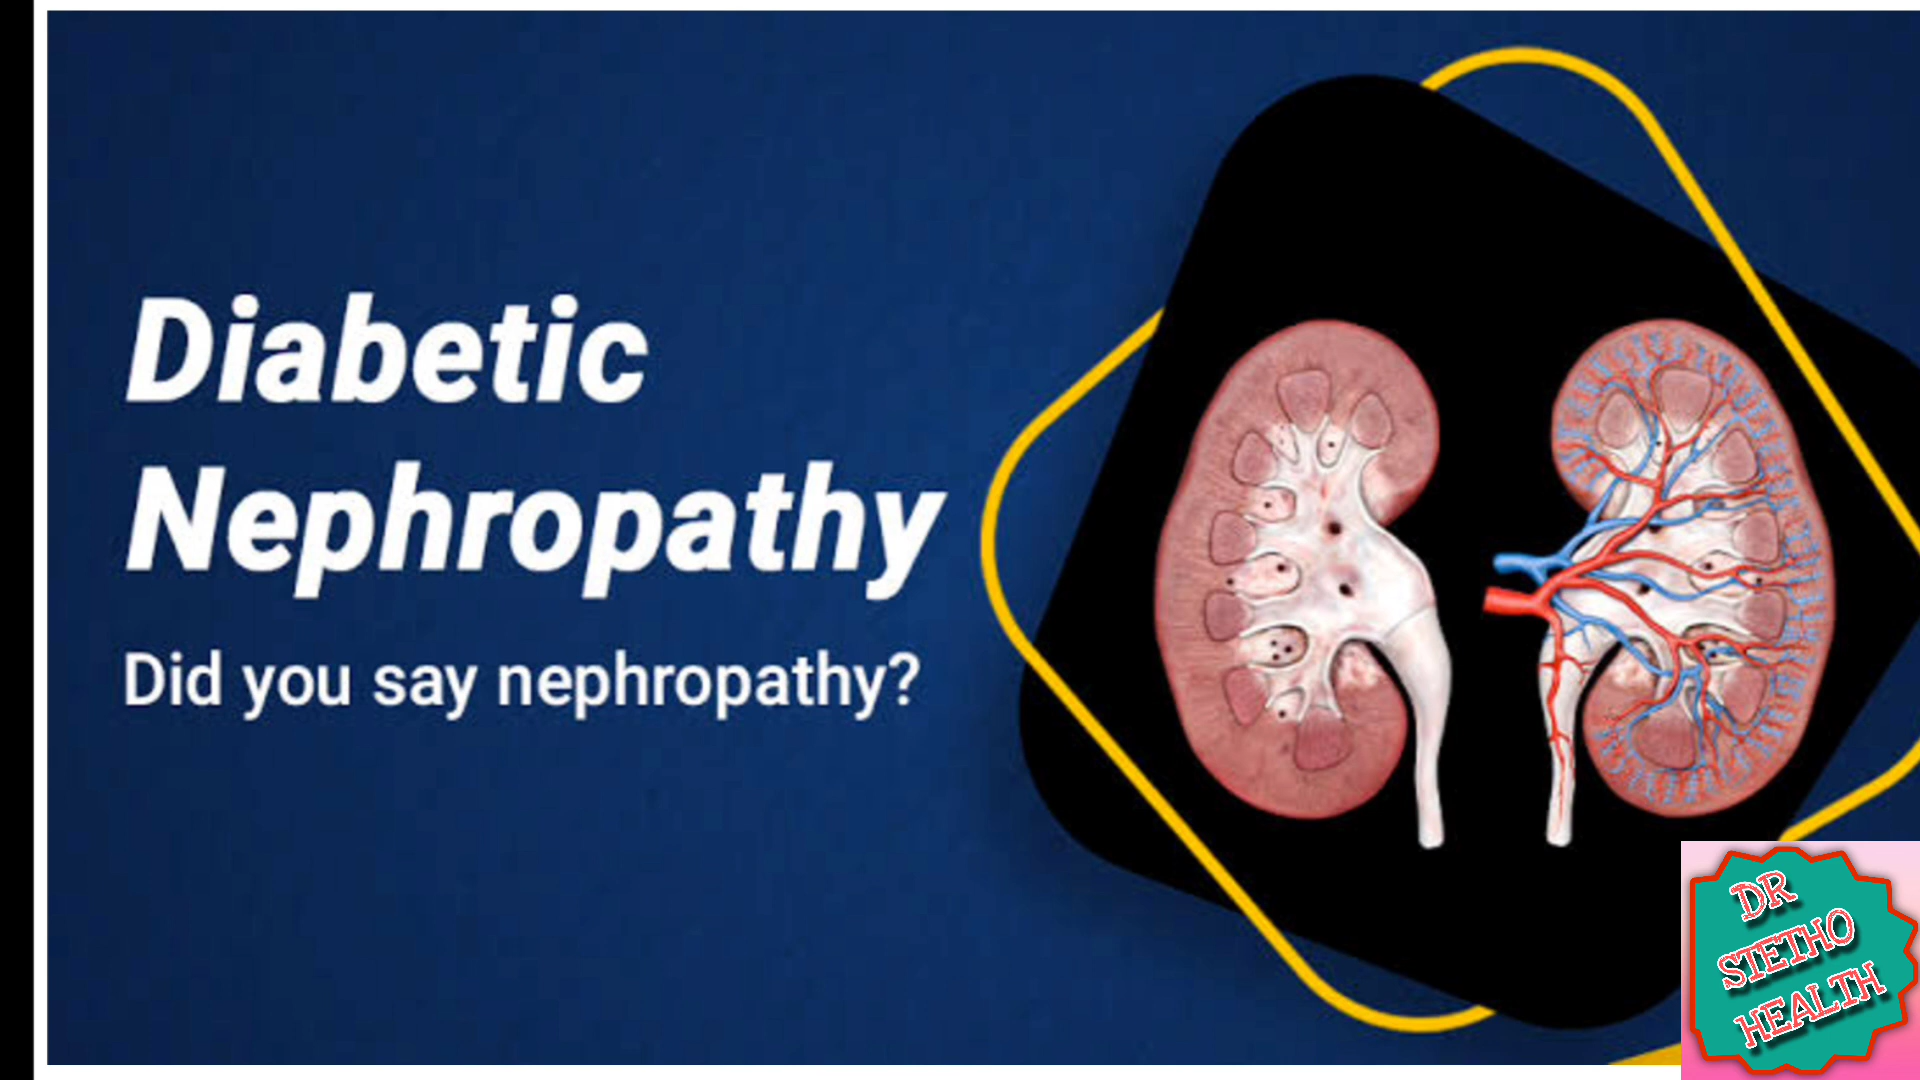 Diabetic
Nephropathy
Did you say nephropathy?
DR
STETHO
HEALTH